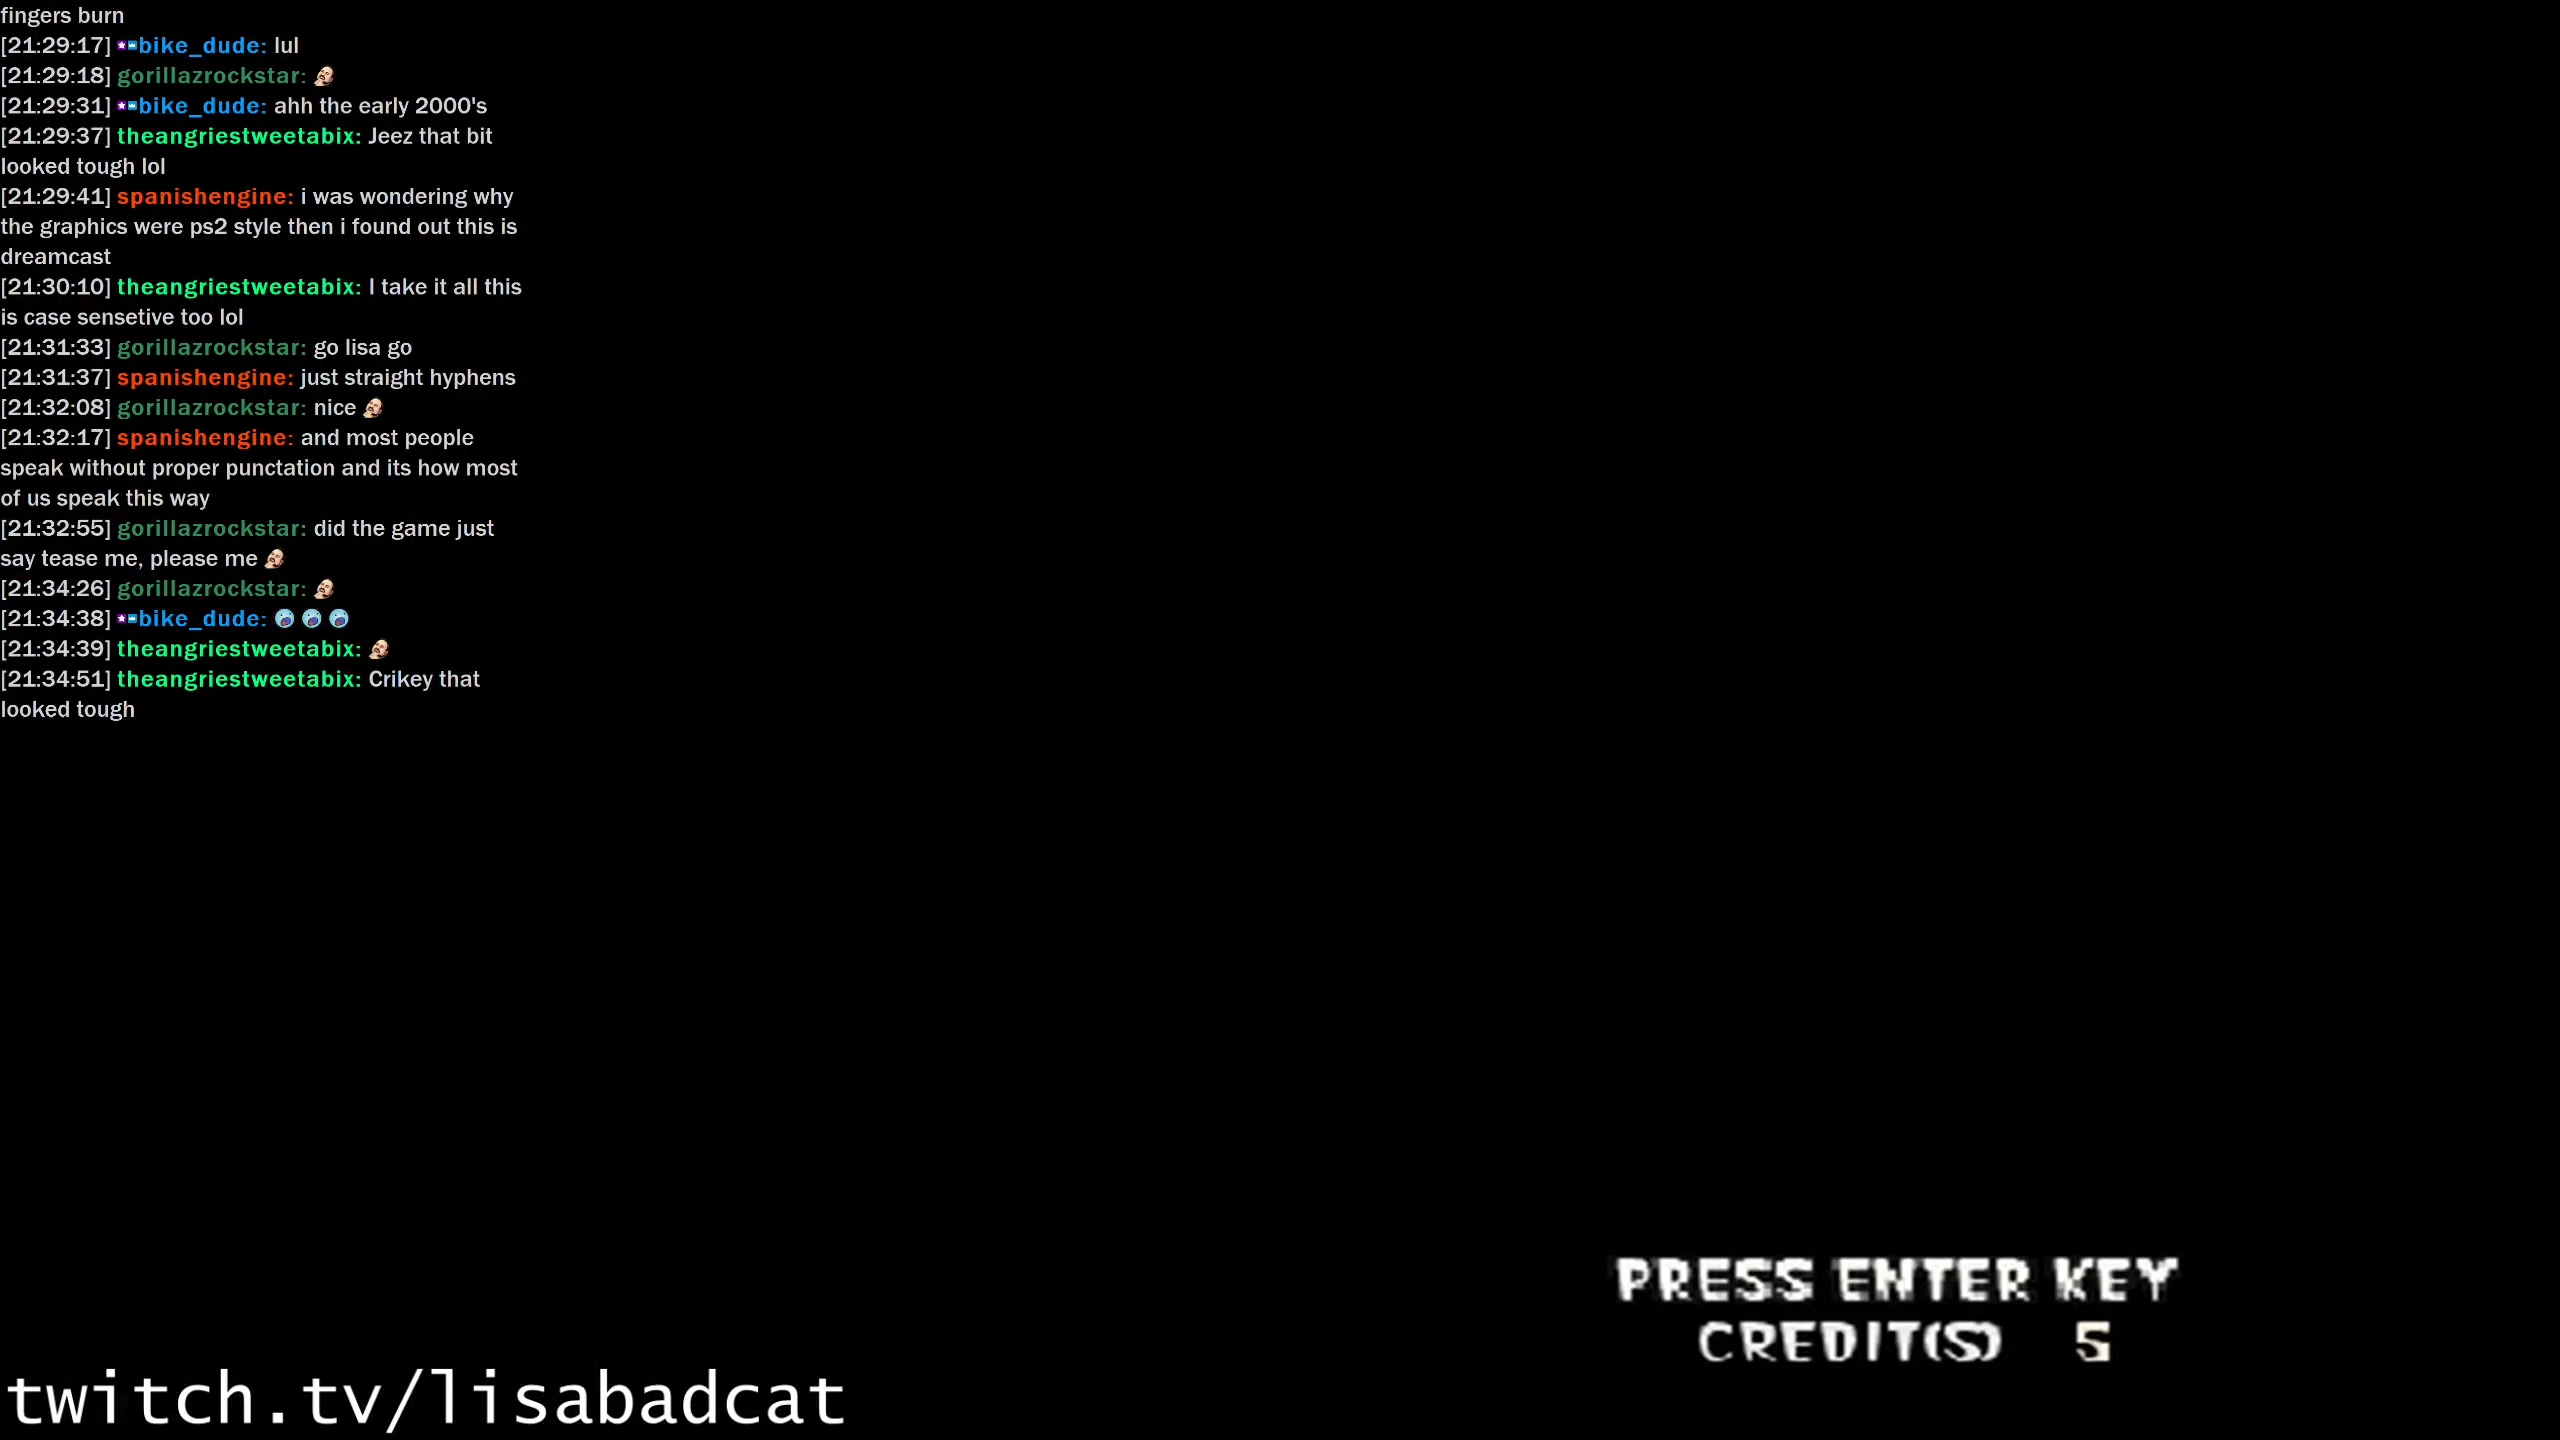 fingers burn
[21:29:17] bike_dude: lul
[21:29:18] gorillazrockstar:
[21:29:31] bike_dude: ahh the early 2000's
[21:29:37] theangriestweetabix: Jeez that bit
looked tough lol
[21:29:41] spanishengine: i was wondering why
the graphics were ps2 style then i found out this is
dreamcast
[21:30:10] theangriestweetabix: I take it all this
is case sensetive too lol
[21:31:33] gorillazrockstar: go lisa go
[21:31:37] spanishengine: just straight hyphens
[21:32:08] gorillazrockstar: nice
[21:32:17] spanishengine: and most people
speak without proper punctation and its how most
of us speak this way
[21:32:55] gorillazrockstar: did the game just
say tease me, please me
[21:34:26] gorillazrockstar:
[21:34:38] bike_dude:
[21:34:39] theangriestweetabix:
[21:34:51] theangriestweetabix: Crikey that
looked tough
PRESS ENTER KEY
CREDIT(S) 5
twitch.tv/lisabadcat